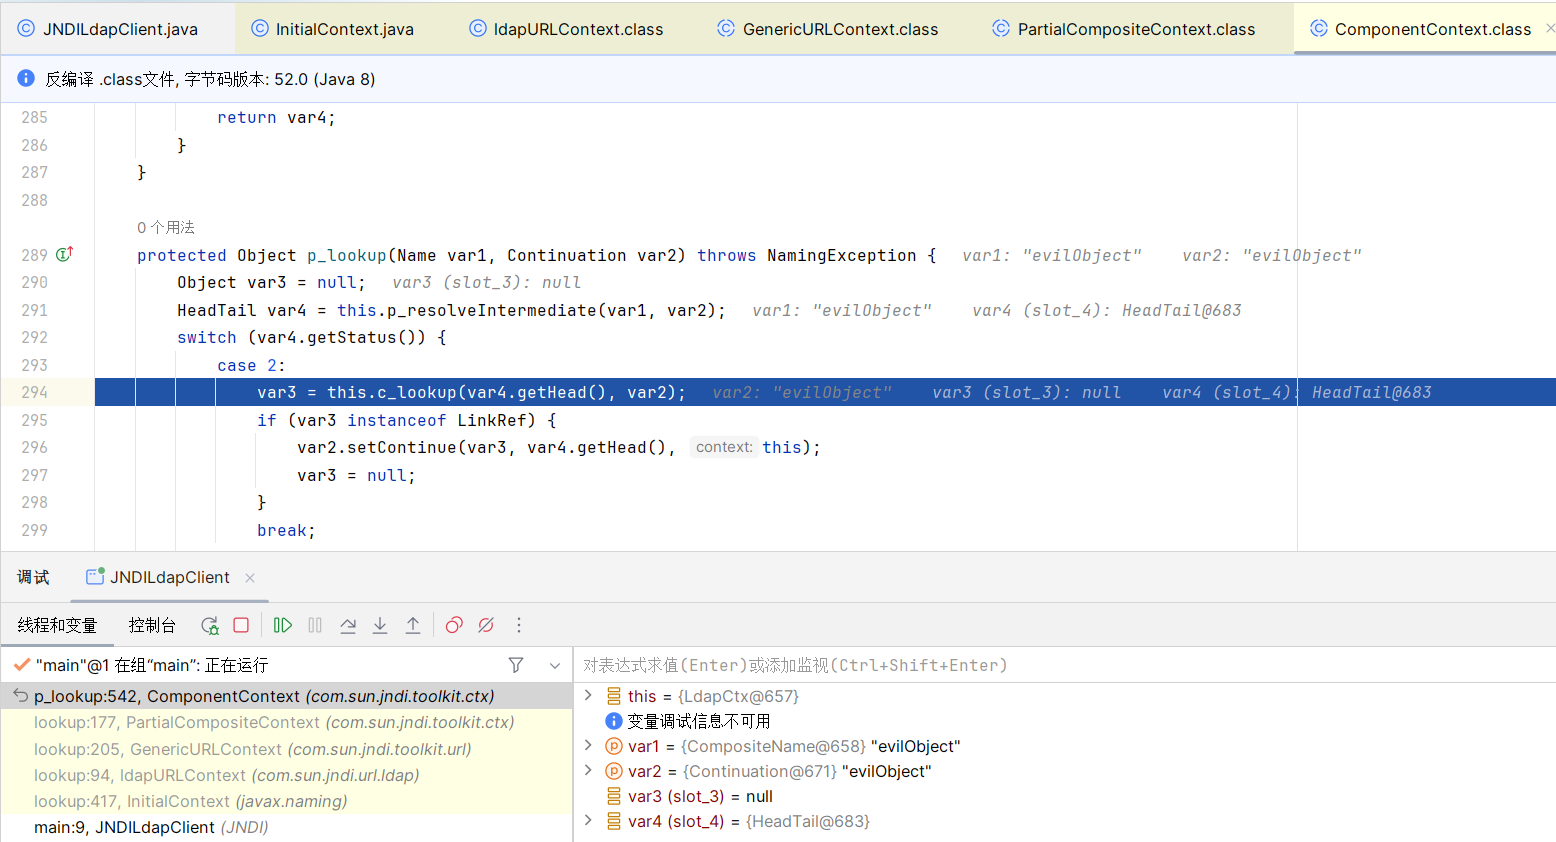 JNDILdapClient.java InitialContext.java ldapURLContext.class GenericURLContext.class PartialCompositeContext.class ComponentContext.class
反编译 .class文件, 字节码版本: 52.0 (Java 8)
285 return var4;
286 }
287 }
288
0 个用法
289 protected Object p_lookup(Name var1, Continuation var2) throws NamingException { var1: "evilObject" var2: "evilObject"
290 Object var3 = null; var3 (slot_3): null
291 HeadTail var4 = this.p_resolveIntermediate(var1, var2); var1: "evilObject" var4 (slot_4): HeadTail@683
292 switch (var4.getStatus()) {
293 case 2:
294 var3 = this.c_lookup(var4.getHead(), var2); var2: "evilObject" var3 (slot_3): null var4 (slot_4): HeadTail@683
295 if (var3 instanceof LinkRef) {
296 var2.setContinue(var3, var4.getHead(), context: this);
297 var3 = null;
298 }
299 break;
调试 JNDILdapClient
线程和变量 控制台
"main"@1 在组“main”: 正在运行 对表达式求值(Enter)或添加监视(Ctrl+Shift+Enter)
p_lookup:542, ComponentContext (com.sun.jndi.toolkit.ctx)
lookup:177, PartialCompositeContext (com.sun.jndi.toolkit.ctx)
lookup:205, GenericURLContext (com.sun.jndi.toolkit.url)
lookup:94, ldapURLContext (com.sun.jndi.url.ldap)
lookup:417, InitialContext (javax.naming)
main:9, JNDILdapClient (JNDI)
this = {LdapCtx@657}
变量调试信息不可用
var1 = {CompositeName@658} "evilObject"
var2 = {Continuation@671} "evilObject"
var3 (slot_3) = null
var4 (slot_4) = {HeadTail@683}